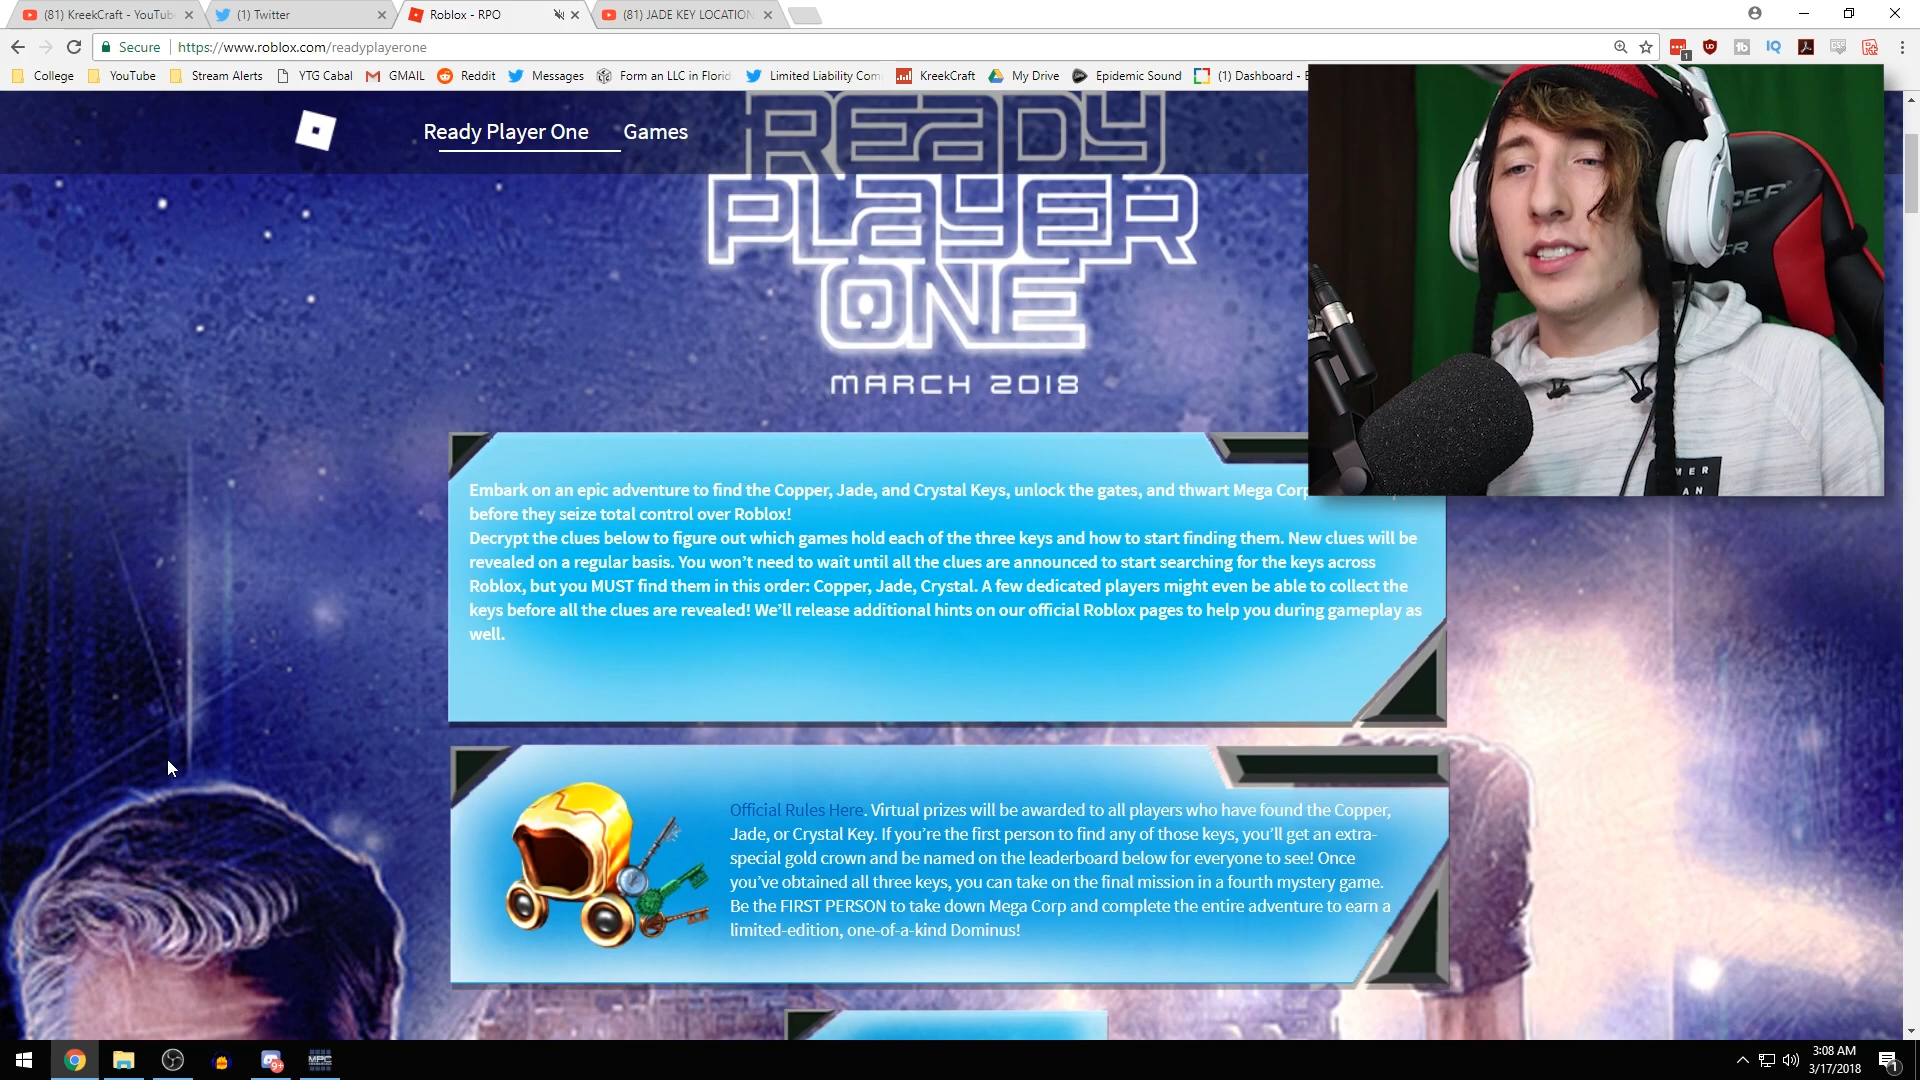 (81) KreekCraft - YouTube
(1) Twitter
Roblox - RPO
(81) JADE KEY LOCATION
Secure
https://www.roblox.com/readyplayerone
College
YouTube
Stream Alerts
YTG Cabal
GMAIL
Reddit
Messages
Form an LLC in Florid
Limited Liability Com
KreekCraft
My Drive
Epidemic Sound
(1) Dashboard -
Ready Player One
Games
READY
PLAYER
ONE
MARCH 2018
Embark on an epic adventure to find the Copper, Jade, and Crystal Keys, unlock the gates, and thwart Mega Corp
before they seize total control over Roblox!
Decrypt the clues below to figure out which games hold each of the three keys and how to start finding them. New clues will be
revealed on a regular basis. You won't need to wait until all the clues are announced to start searching for the keys across
Roblox, but you MUST find them in this order: Copper, Jade, Crystal. A few dedicated players might even be able to collect the
keys before all the clues are revealed! We'll release additional hints on our official Roblox pages to help you during gameplay as
well.
Official Rules Here. Virtual prizes will be awarded to all players who have found the Copper,
Jade, or Crystal Key. If you're the first person to find any of those keys, you'll get an extra-
special gold crown and be named on the leaderboard below for everyone to see! Once
you've obtained all three keys, you can take on the final mission in a fourth mystery game.
Be the FIRST PERSON to take down Mega Corp and complete the entire adventure to earn a
limited-edition, one-of-a-kind Dominus!
3:08 AM
3/17/2018